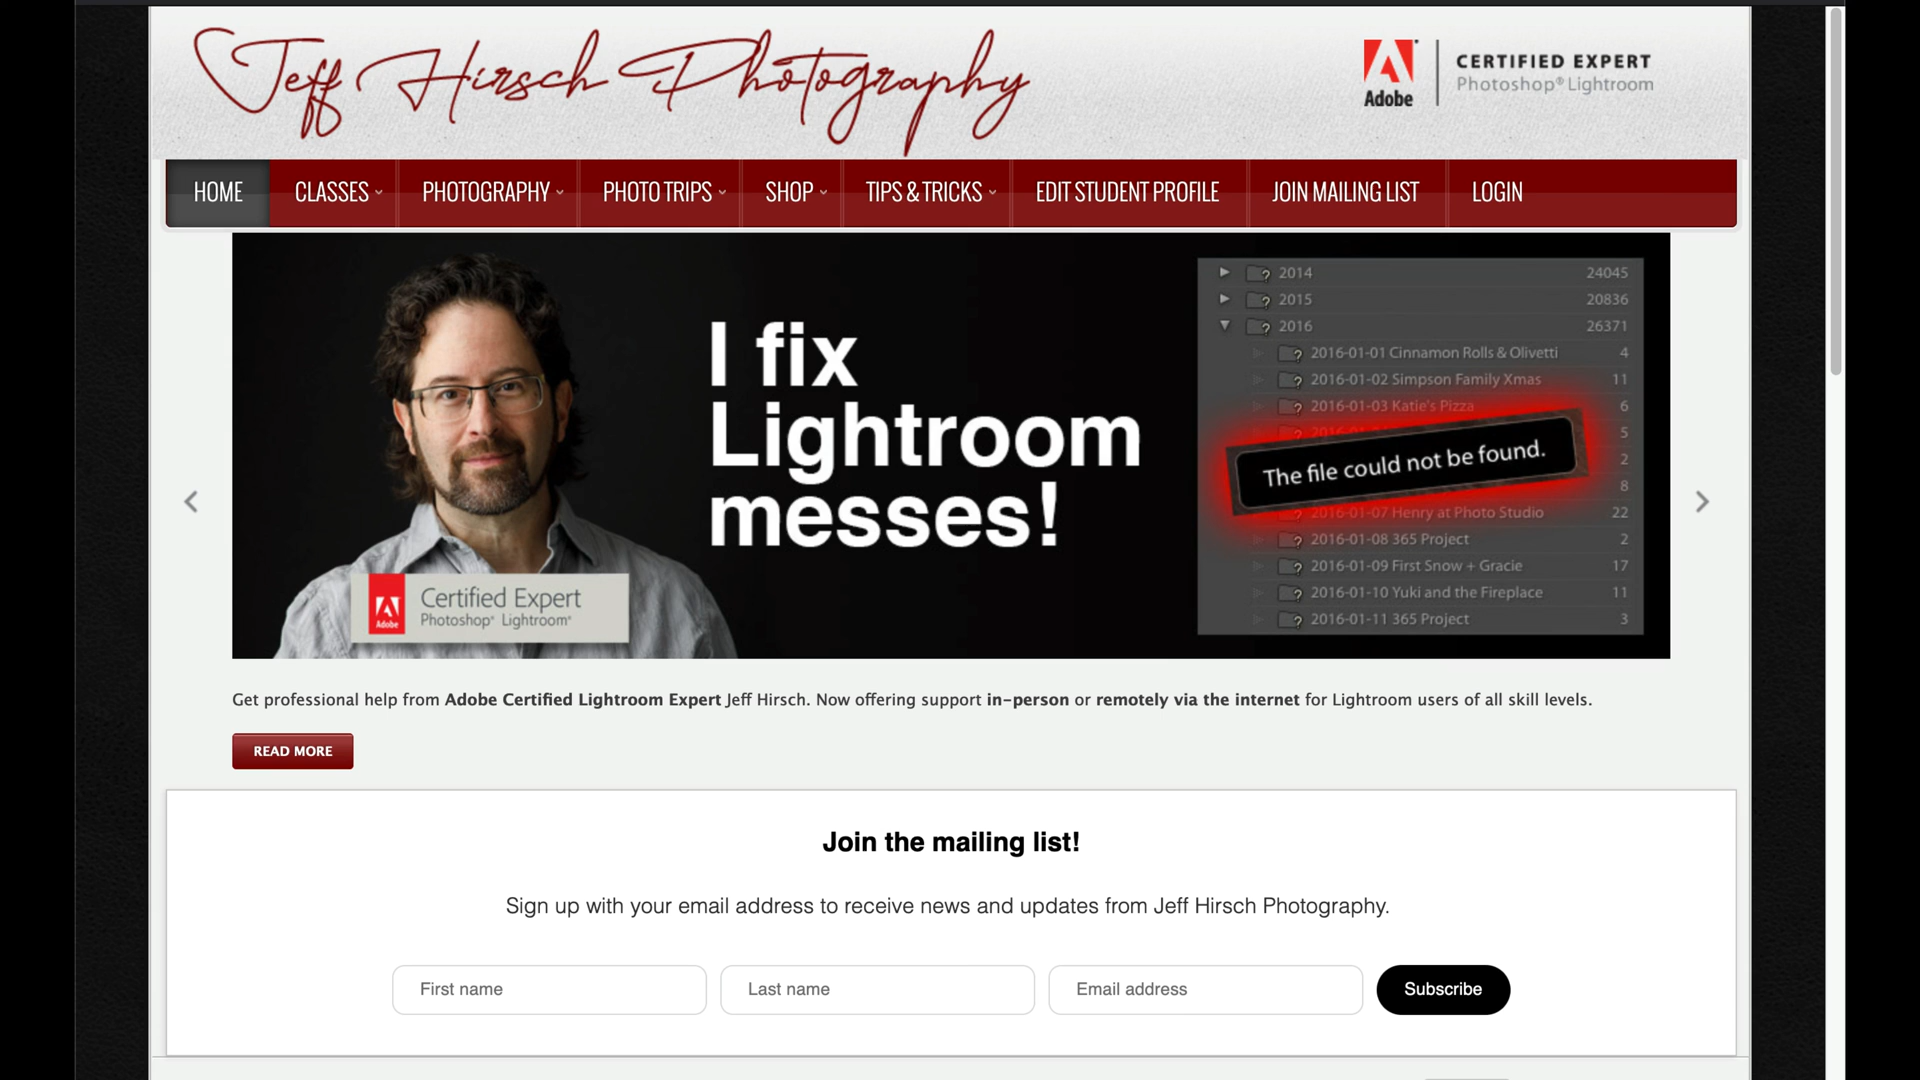 Jeff Hirsch Photography
Adobe
CERTIFIED EXPERT
Photoshop® Lightroom
HOME
CLASSES
PHOTOGRAPHY
PHOTO TRIPS
SHOP
TIPS & TRICKS
EDIT STUDENT PROFILE
JOIN MAILING LIST
LOGIN
I fix
Lightroom
messes!
Adobe
Certified Expert
Photoshop® Lightroom®
2014 24045
2015 20836
2016 26371
2016-01-01 Cinnamon Rolls & Olivetti 4
2016-01-02 Simpson Family Xmas 11
2016-01-03 Katie's Pizza 6
5
The file could not be found.
2
8
2016-01-07 Henry at Photo Studio 22
2016-01-08 365 Project 2
2016-01-09 First Snow + Gracie 17
2016-01-10 Yuki and the Fireplace 11
2016-01-11 365 Project 3
Get professional help from Adobe Certified Lightroom Expert Jeff Hirsch. Now offering support in-person or remotely via the internet for Lightroom users of all skill levels.
READ MORE
Join the mailing list!
Sign up with your email address to receive news and updates from Jeff Hirsch Photography.
First name
Last name
Email address
Subscribe